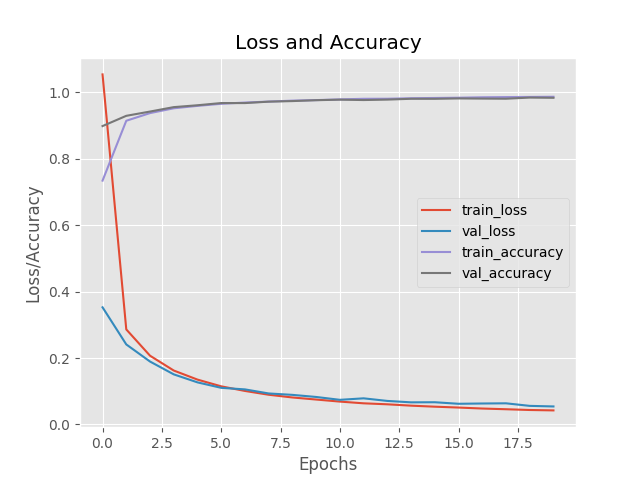 Loss and Accuracy
Loss/Accuracy
1.0
0.8
0.6
0.4
0.2
0.0
train_loss
val_loss
train_accuracy
val_accuracy
0.0 2.5 5.0 7.5 10.0 12.5 15.0 17.5
Epochs